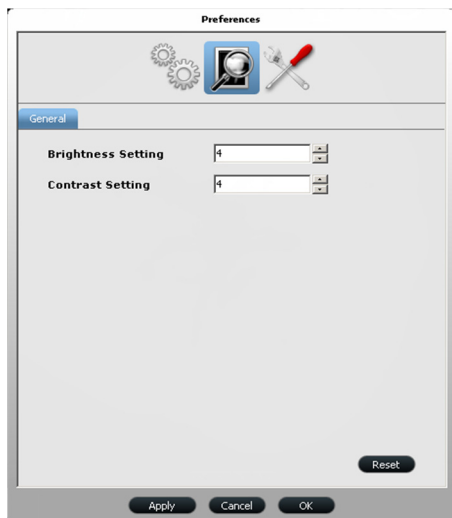 Preferences
General
Brightness Setting 4
Contrast Setting 4
Reset
Apply Cancel OK